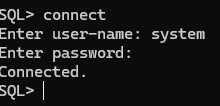 SQL> connect
Enter user-name: system
Enter password:
Connected.
SQL>